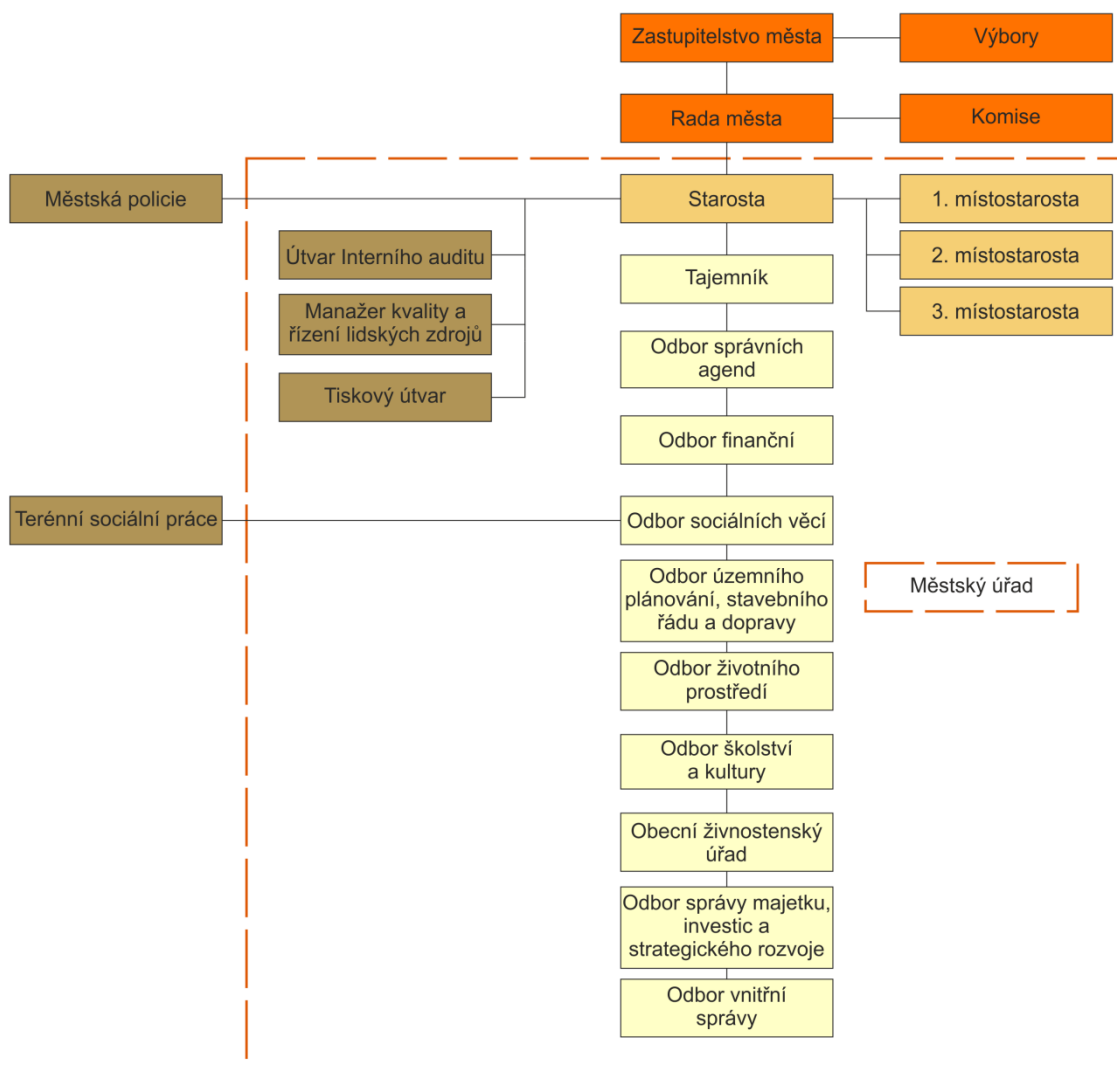 Zastupitelstvo města
Výbory
Rada města
Komise
Městská policie
Starosta
1. místostarosta
Útvar Interního auditu
Tajemník
2. místostarosta
Manažer kvality a
řízení lidských zdrojů
3. místostarosta
Odbor správních
agend
Tiskový útvar
Odbor finanční
Terénní sociální práce
Odbor sociálních věcí
Odbor územního
plánování, stavebního
řádu a dopravy
Městský úřad
Odbor životního
prostředí
Odbor školství
a kultury
Obecní živnostenský
úřad
Odbor správy majetku,
investic a
strategického rozvoje
Odbor vnitřní
správy